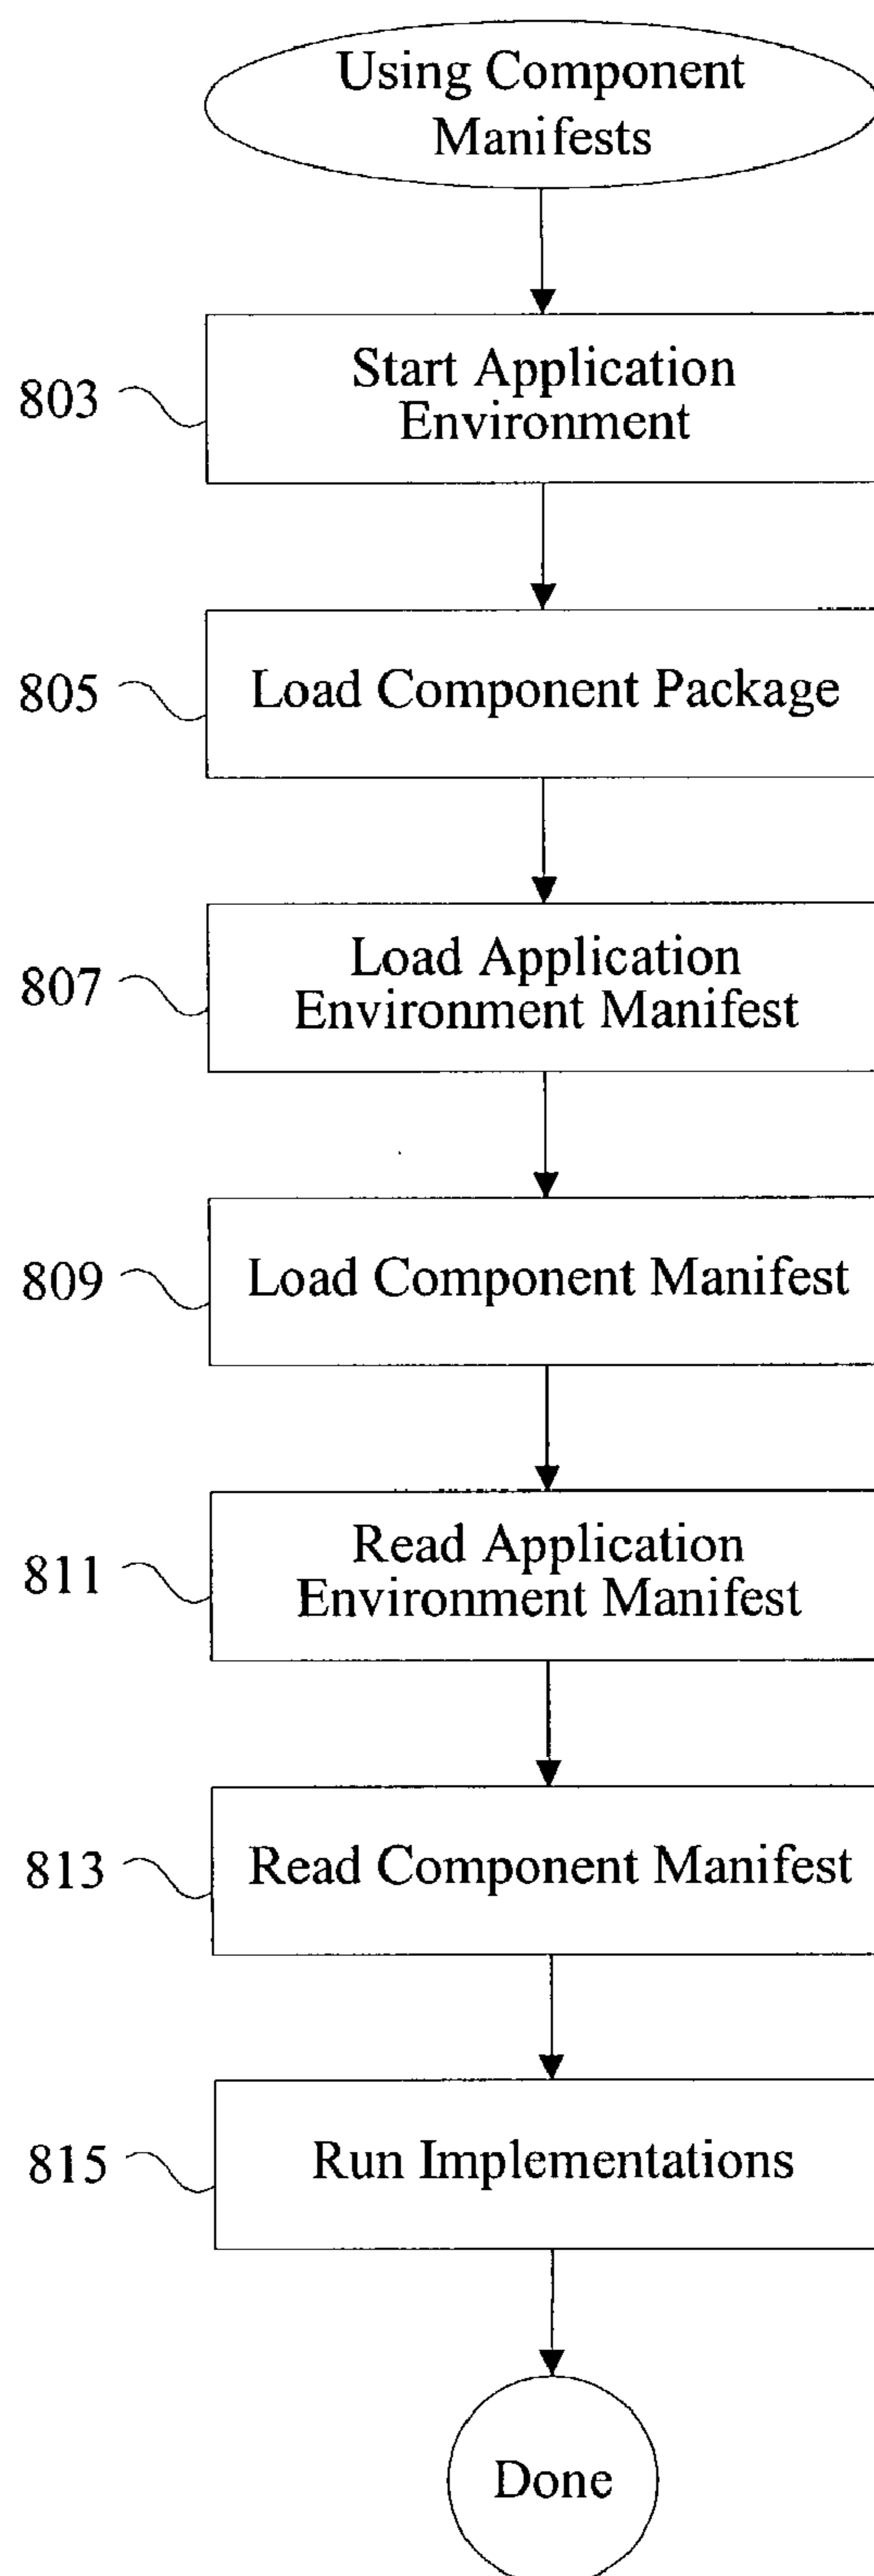 Using Component
Manifests
803
Start Application
Environment
805
Load Component Package
807
Load Application
Environment Manifest
809
Load Component Manifest
811
Read Application
Environment Manifest
813
Read Component Manifest
815
Run Implementations
Done